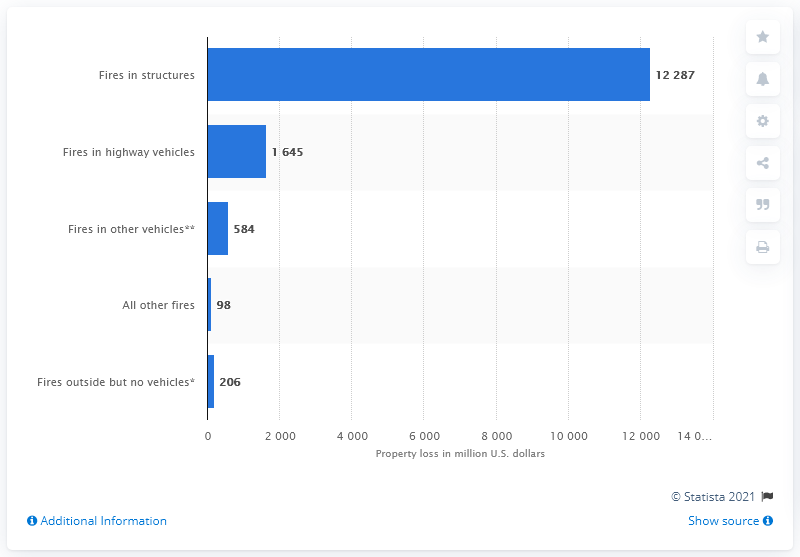 Fires in structures
12 287
Fires in highway vehicles
1 645
Fires in other vehicles**
584
All other fires
98
Fires outside but no vehicles*
206
0
2 000
4 000
6 000
8 000
10 000
12 000
14 0...
Property loss in million U.S. dollars
© Statista 2021
Additional Information
Show source